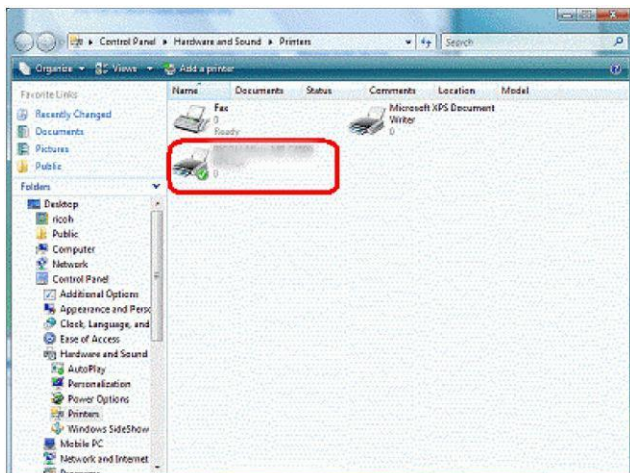 Control Panel ▸ Hardware and Sound ▸ Printers
Search
Organize Views Add a printer
Favorite Links
Recently Changed
Documents
Pictures
Public
Folders
Desktop
ricoh
Public
Computer
Network
Control Panel
Additional Options
Appearance and Perso
Clock, Language, and
Ease of Access
Hardware and Sound
AutoPlay
Personalization
Power Options
Printers
Windows SideShow
Mobile PC
Network and Internet
Programs
Name Documents Status Comments Location Model
Fax
0
Ready
Microsoft XPS Document
Writer
0
0